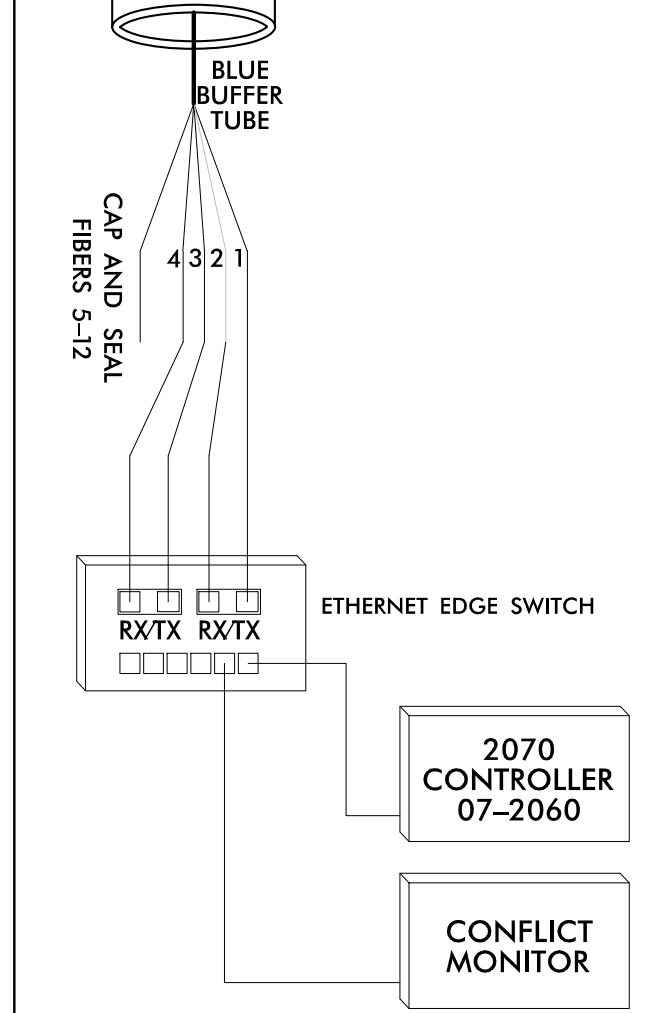 BLUE
BUFFER
TUBE
CAP AND SEAL
FIBERS 5–12
4 3 2 1
ETHERNET EDGE SWITCH
RX/TX RX/TX
2070
CONTROLLER
07–2060
CONFLICT
MONITOR